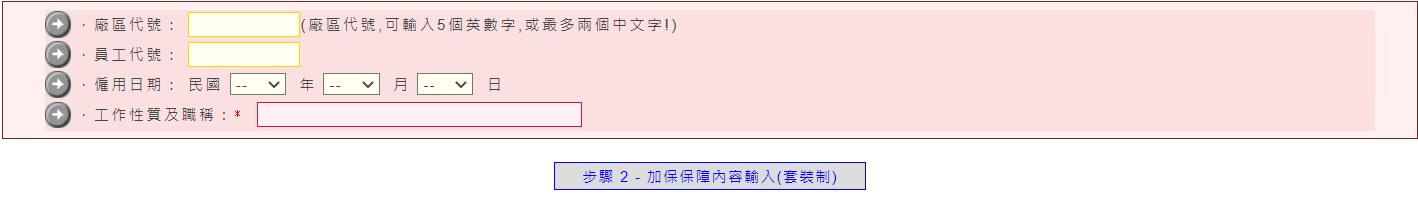 · 廠區代號： (廠區代號,可輸入5個英數字,或最多兩個中文字!)
· 員工代號：
· 僱用日期： 民國 -- 年 -- 月 -- 日
· 工作性質及職稱：*
步驟 2 - 加保保障內容輸入(套裝制)